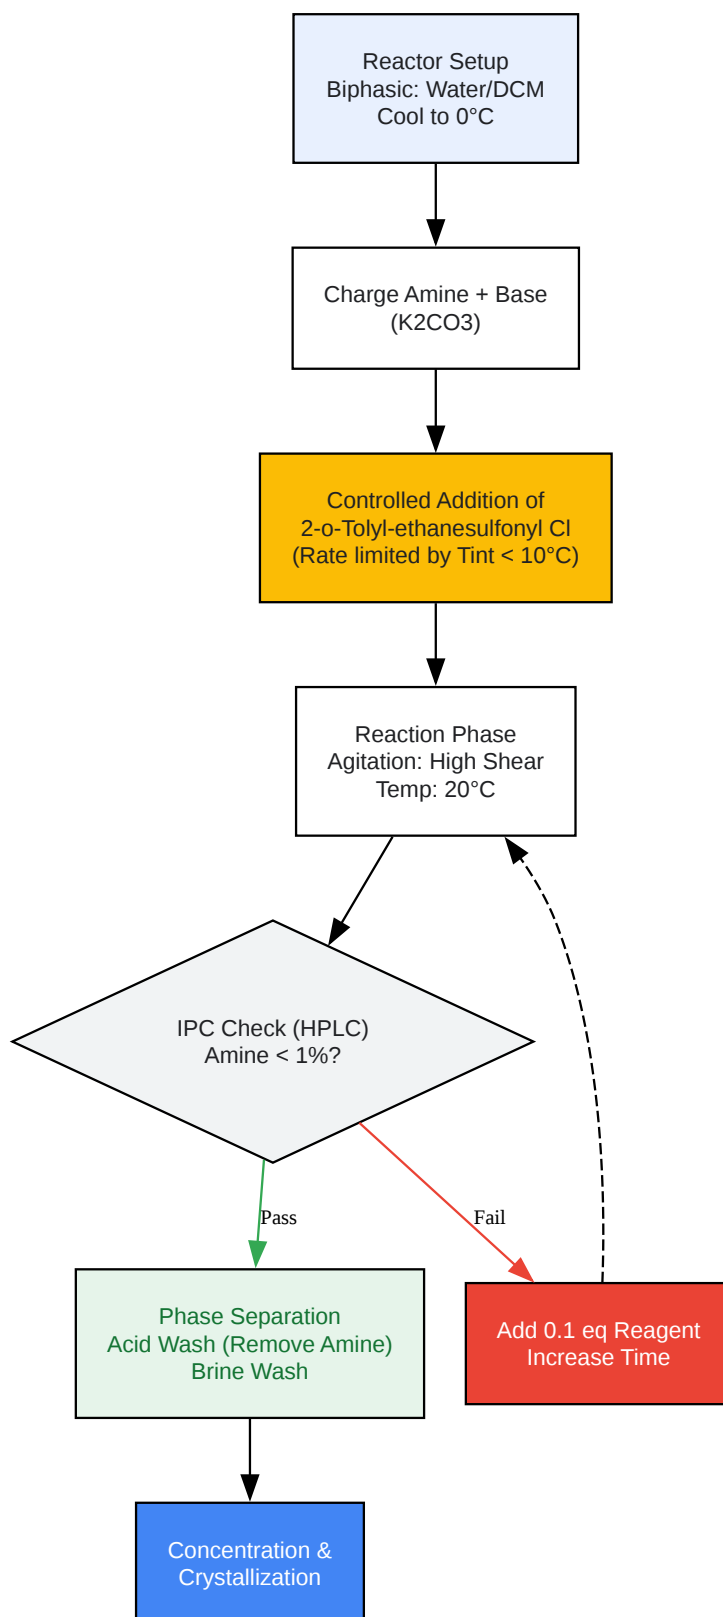 Reactor Setup
Biphasic: Water/DCM
Cool to 0°C
Charge Amine + Base
(K2CO3)
Controlled Addition of
2-o-Tolyl-ethanesulfonyl Cl
(Rate limited by Tint < 10°C)
Reaction Phase
Agitation: High Shear
Temp: 20°C
IPC Check (HPLC)
Amine < 1%?
Pass
Fail
Phase Separation
Acid Wash (Remove Amine)
Brine Wash
Add 0.1 eq Reagent
Increase Time
Concentration &
Crystallization